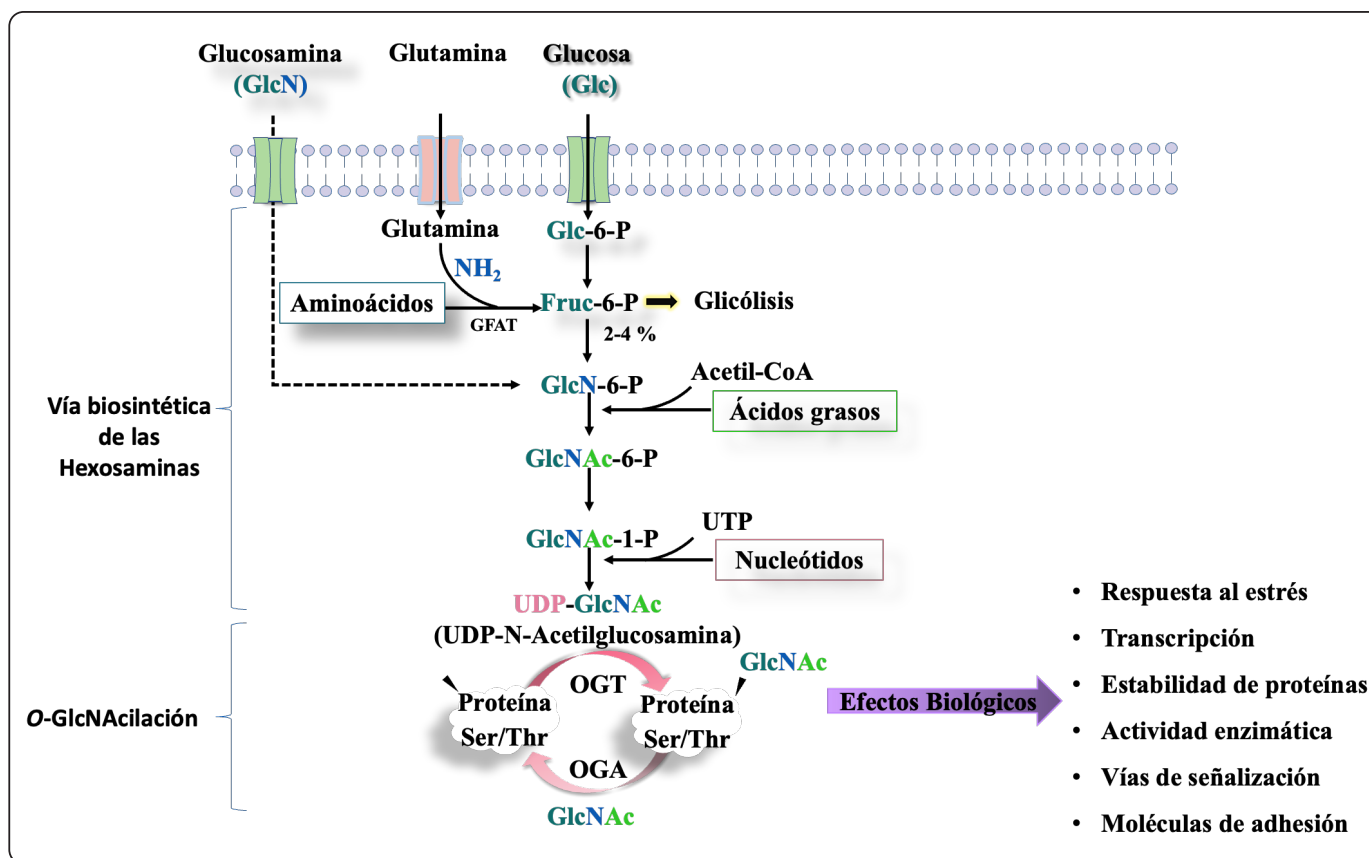 Glucosamina
(GlcN)
Glutamina
Glucosa
(Glc)
Glutamina
Glc-6-P
NH2
Aminoácidos
GFAT
Fruc-6-P
Glicólisis
2-4 %
GlcN-6-P
Acetil-CoA
Ácidos grasos
Vía biosintética
de las
Hexosaminas
GlcNAc-6-P
GlcNAc-1-P
UTP
Nucleótidos
UDP-GlcNAc
(UDP-N-Acetilglucosamina)
GlcNAc
O-GlcNAcilación
OGT
Proteína
Ser/Thr
Proteína
Ser/Thr
OGA
GlcNAc
Efectos Biológicos
• Respuesta al estrés
• Transcripción
• Estabilidad de proteínas
• Actividad enzimática
• Vías de señalización
• Moléculas de adhesión